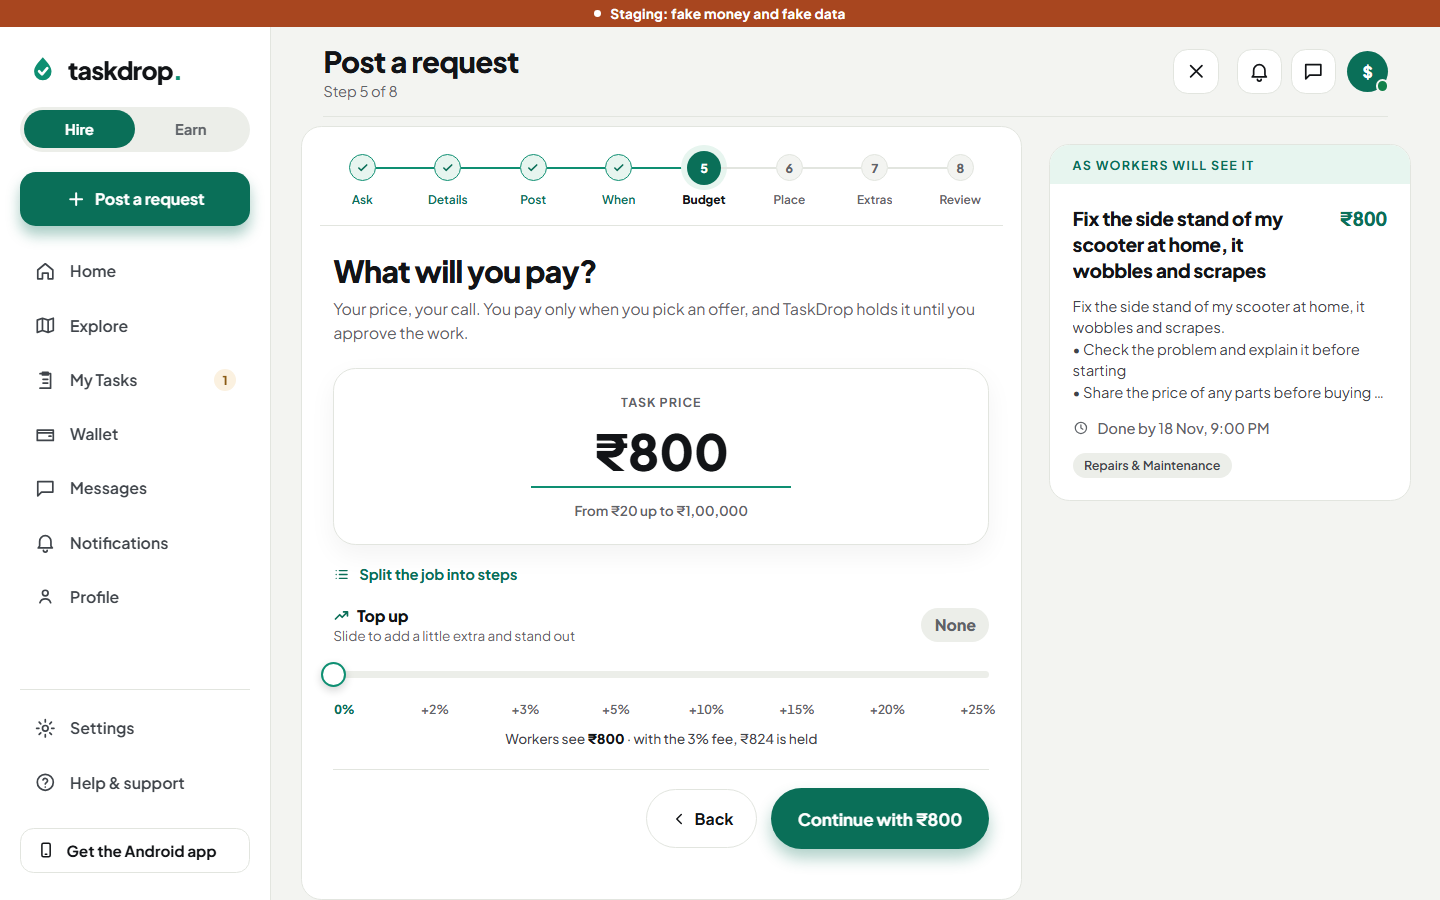 Staging: fake money and fake data
taskdrop.
Hire
Earn
Post a request
Home
Explore
My Tasks
1
Wallet
Messages
Notifications
Profile
Settings
Help & support
Get the Android app
Post a request
Step 5 of 8
$
Ask
Details
Post
When
5
Budget
6
Place
7
Extras
8
Review
What will you pay?
Your price, your call. You pay only when you pick an offer, and TaskDrop holds it until you
approve the work.
TASK PRICE
₹800
From ₹20 up to ₹1,00,000
Split the job into steps
Top up
Slide to add a little extra and stand out
None
0%
+2%
+3%
+5%
+10%
+15%
+20%
+25%
Workers see ₹800 · with the 3% fee, ₹824 is held
Back
Continue with ₹800
AS WORKERS WILL SEE IT
Fix the side stand of my
scooter at home, it
wobbles and scrapes
₹800
Fix the side stand of my scooter at home, it
wobbles and scrapes.
• Check the problem and explain it before
starting
• Share the price of any parts before buying ...
Done by 18 Nov, 9:00 PM
Repairs & Maintenance